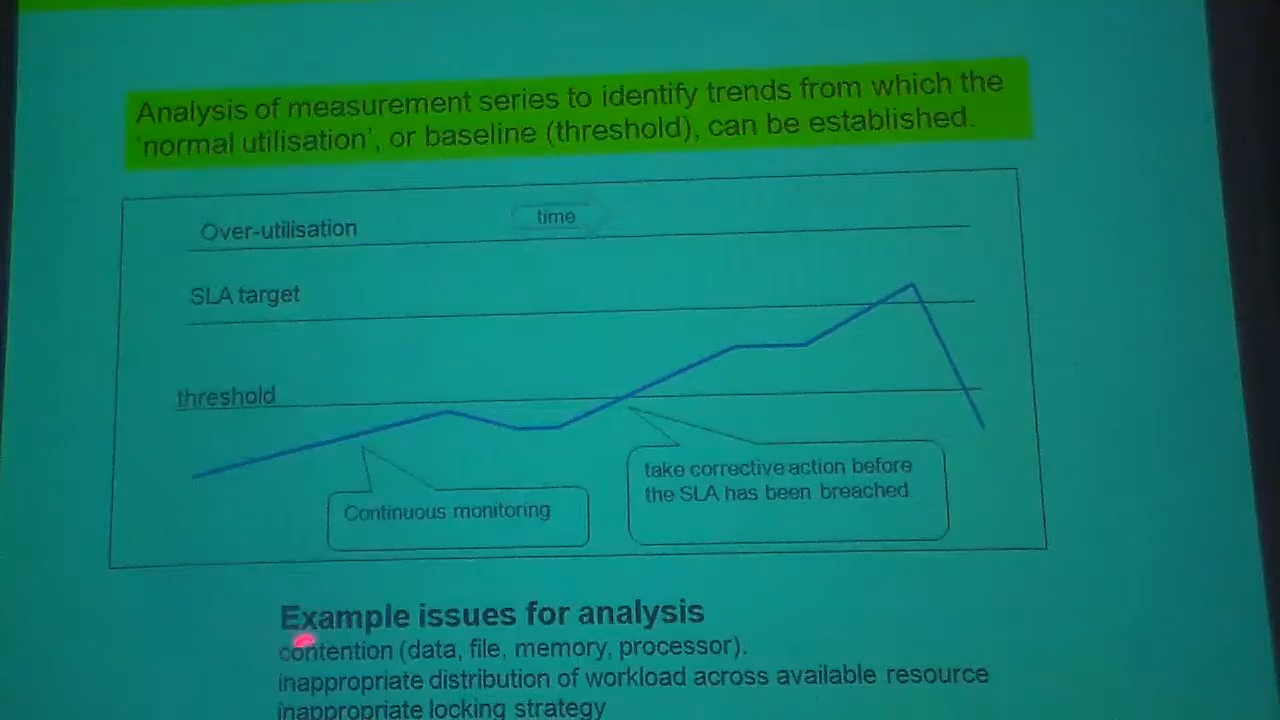 Analysis of measurement series to identify trends from which the
'normal utilisation', or baseline (threshold), can be established.
Over-utilisation
time
SLA target
threshold
Continuous monitoring
take corrective action before
the SLA has been breached
Example issues for analysis
contention (data, file, memory, processor).
inappropriate distribution of workload across available resource
inappropriate locking strategy